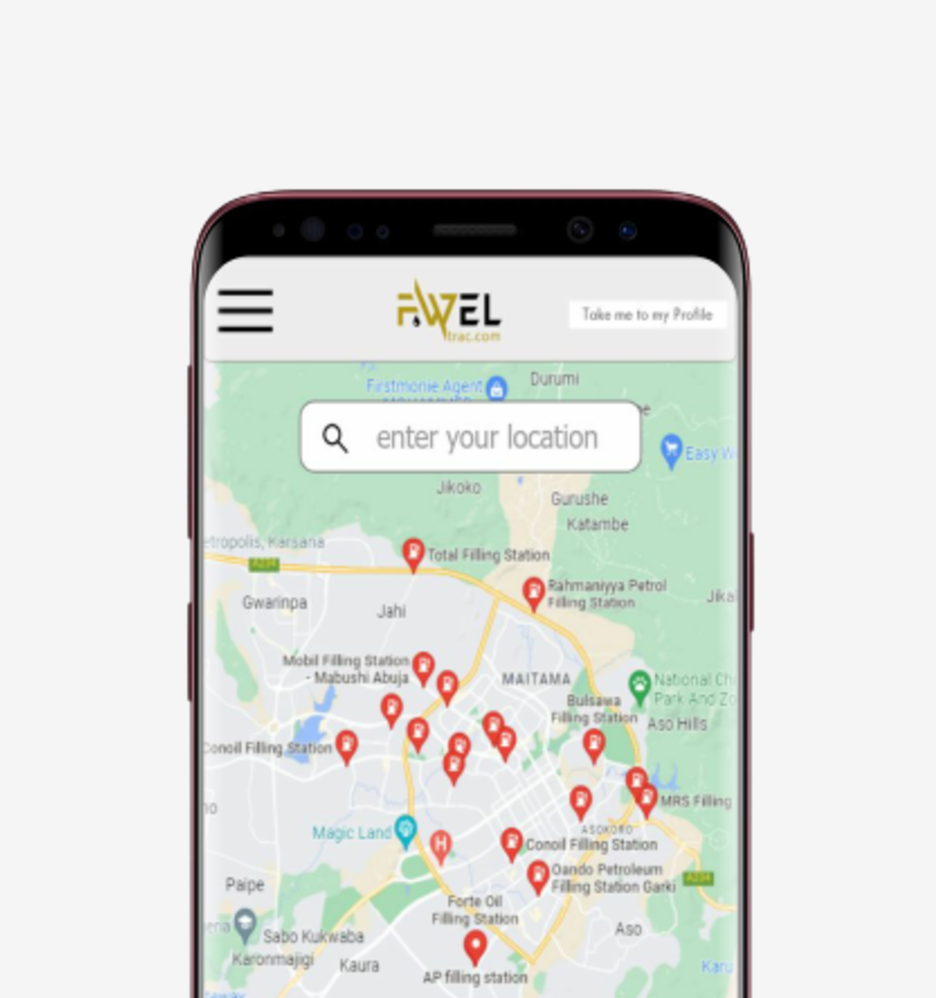 FWEL
trac.com
Take me to my Profile
Firstmonie Agent
Durumi
enter your location
Easy W
Jikoko
Gurushe
Katambe
etropolis, Karsana
A234
Total Filling Station
Rahmaniyya Petrol
Filling Station
Gwarinpa
Jahi
Jika
Mobil Filling Station
- Mabushi Abuja
MAITAMA
National Chi
Park And Zo
Bulsawa
Filling Station
Aso Hills
Conoil Filling Station
MRS Filling
no
ASOKORO
Magic Land
H
Conoil Filling Station
Oando Petroleum
Filling Station Garki
A234
Paipe
Forte Oil
Filling Station
eria
Sabo Kukwaba
Aso
Karonmajigi
Kaura
AP filling station
Karu